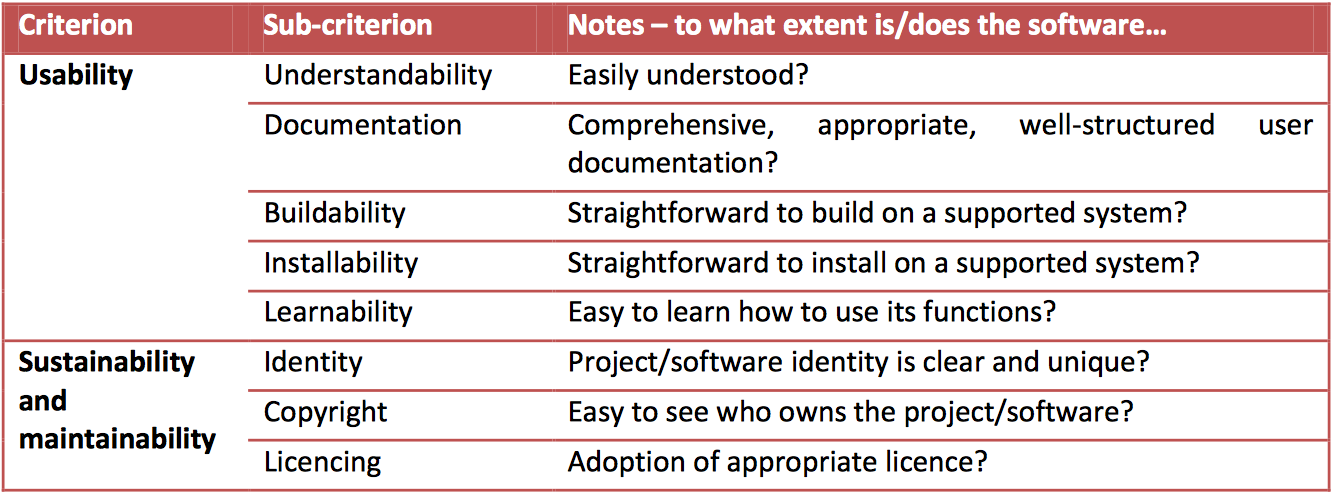 Criterion Sub-criterion Notes – to what extent is/does the software…
Usability Understandability Easily understood?
Documentation Comprehensive, appropriate, well-structured user
documentation?
Buildability Straightforward to build on a supported system?
Installability Straightforward to install on a supported system?
Learnability Easy to learn how to use its functions?
Sustainability Identity Project/software identity is clear and unique?
and Copyright Easy to see who owns the project/software?
maintainability Licencing Adoption of appropriate licence?